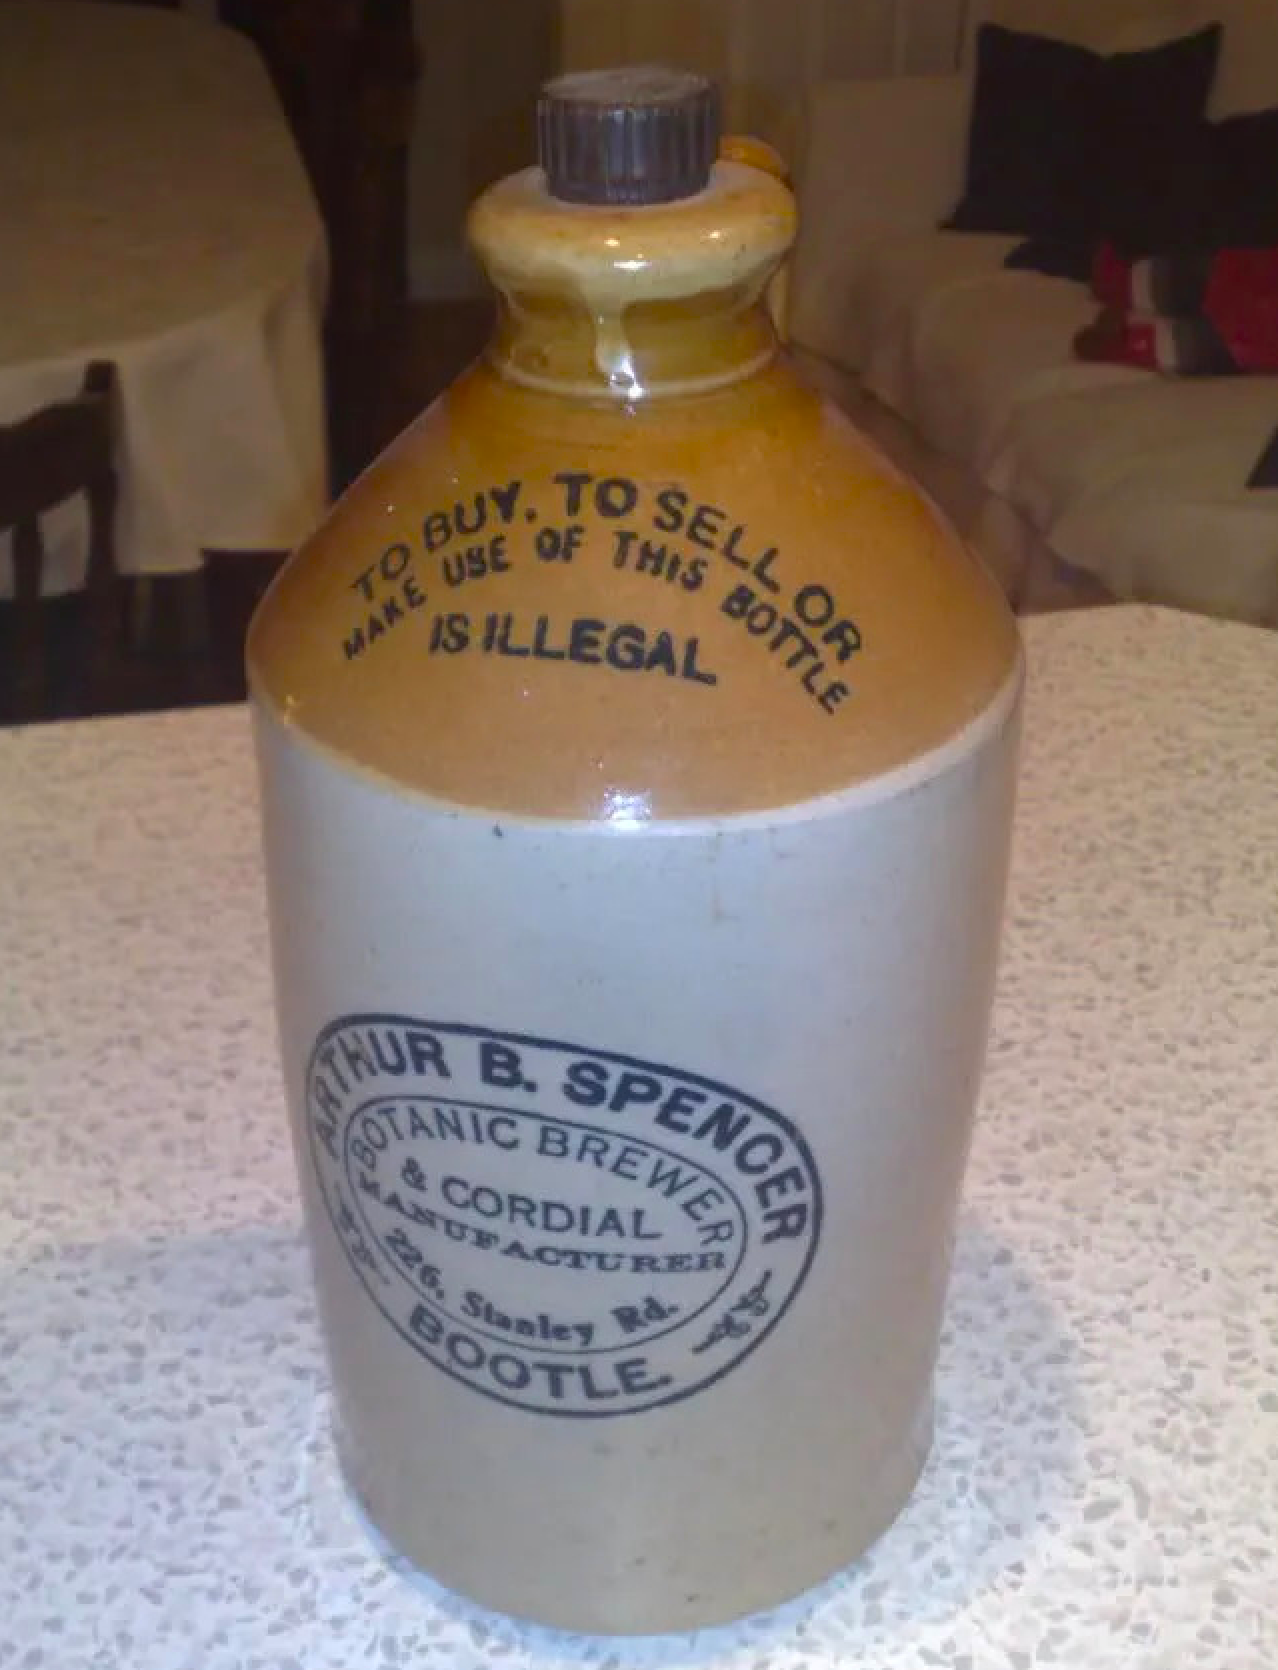 TO BUY. TO SELL OR
MAKE USE OF THIS BOTTLE
IS ILLEGAL
ARTHUR B. SPENCER
BOTANIC BREWER
& CORDIAL
MANUFACTURER
226, Stanley Rd.
BOOTLE.